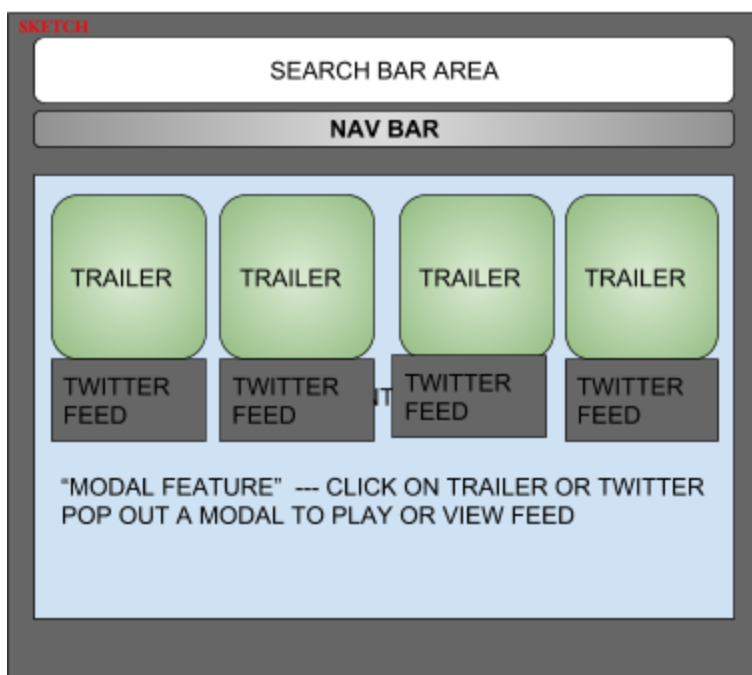 SKETCH
SEARCH BAR AREA
NAV BAR
TRAILER TRAILER TRAILER TRAILER
TWITTER TWITTER TWITTER TWITTER
FEED FEED FEED FEED
“MODAL FEATURE” --- CLICK ON TRAILER OR TWITTER
POP OUT A MODAL TO PLAY OR VIEW FEED